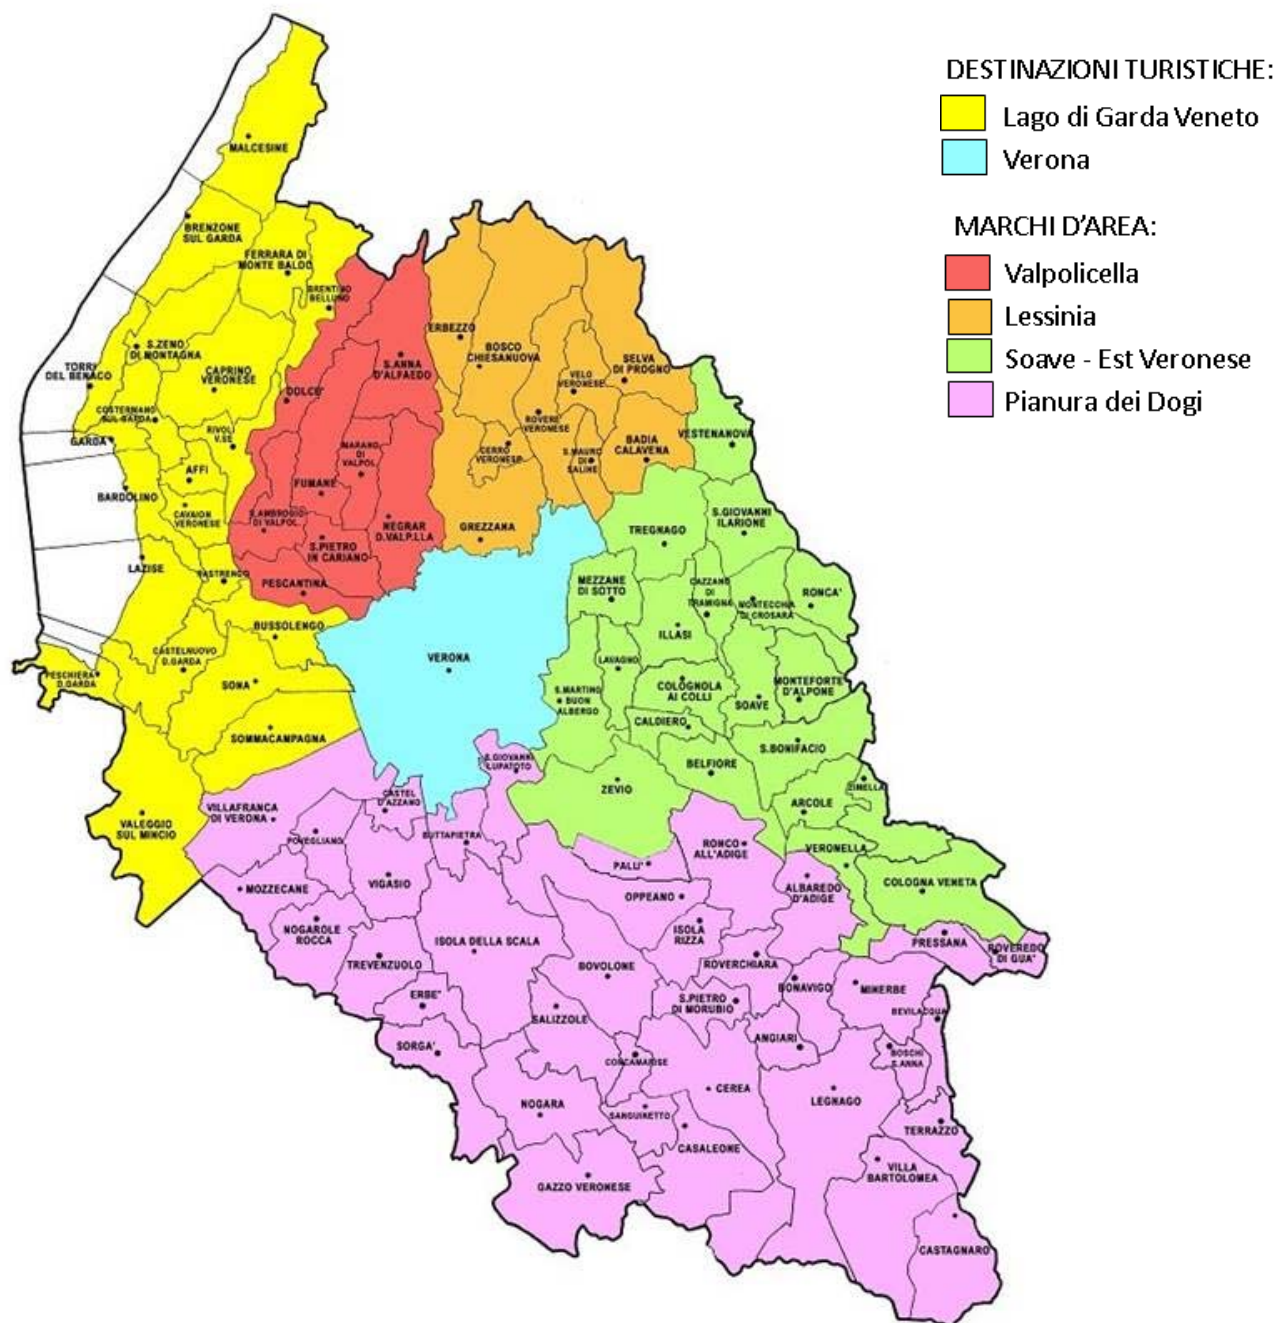 DESTINAZIONI TURISTICHE:
Lago di Garda Veneto
Verona
MARCHI D'AREA:
Valpolicella
Lessinia
Soave - Est Veronese
Pianura dei Dogi
MALCESINE
BRENZONE
SUL GARDA
FERRARA DI
MONTE BALDO
BRENTINO
BELLUNO
S.ZENO
DI MONTAGNA
TORRI
DEL BENACO
CAPRINO
VERONESE
COSTERMANO
SUL GARDA
RIVOLI
V.SE
GARDA
AFFI
BARDOLINO
CAVAION
VERONESE
LAZISE
PASTRENGO
BUSSOLENGO
CASTELNUOVO
D.GARDA
PESCHIERA
D.GARDA
SONA
SOMMACAMPAGNA
VALEGGIO
SUL MINCIO
DOLCE'
S.ANNA
D'ALFAEDO
MARANO
DI
VALPOL.
FUMANE
S.AMBROGIO
DI VALPOL.
S.PIETRO
IN CARIANO
NEGRAR
D.VALP.LLA
PESCANTINA
ERBEZZO
BOSCO
CHIESANUOVA
VELO
VERONESE
SELVA
DI PROGNO
ROVERE
VERONESE
CERRO
VERONESE
S.MAURO
DI
SALINE
BADIA
CALAVENA
GREZZANA
VERONA
VESTENANOVA
TREGNAGO
S.GIOVANNI
ILARIONE
MEZZANE
DI SOTTO
CAZZANO
DI
TRAMIGNA
MONTECCHIA
DI CROSARA
RONCA'
ILLASI
LAVAGNO
S.MARTINO
BUON
ALBERGO
COLOGNOLA
AI COLLI
SOAVE
MONTEFORTE
D'ALPONE
CALDIERO
S.BONIFACIO
BELFIORE
ZEVIO
ZIMELLA
ARCOLE
VERONELLA
COLOGNA VENETA
S.GIOVANNI
LUPATOTO
CASTEL
D'AZZANO
VILLAFRANCA
DI VERONA
POVEGLIANO
BUTTAPIETRA
VIGASIO
MOZZECANE
NOGAROLE
ROCCA
TREVENZUOLO
ISOLA DELLA SCALA
ERBE'
SORGA'
PALU'
RONCO
ALL'ADIGE
OPPEANO
ALBAREDO
D'ADIGE
ISOLA
RIZZA
PRESSANA
ROVEREDO
DI GUA'
BOVOLONE
ROVERCHIARA
BONAVIGO
MINERBE
S.PIETRO
DI MORUBIO
BEVILACQUA
SALIZZOLE
ANGIARI
BOSCHI
S.ANNA
CONCAMARISE
CEREA
LEGNAGO
NOGARA
SANGUINETTO
CASALEONE
TERRAZZO
VILLA
BARTOLOMEA
GAZZO VERONESE
CASTAGNARO